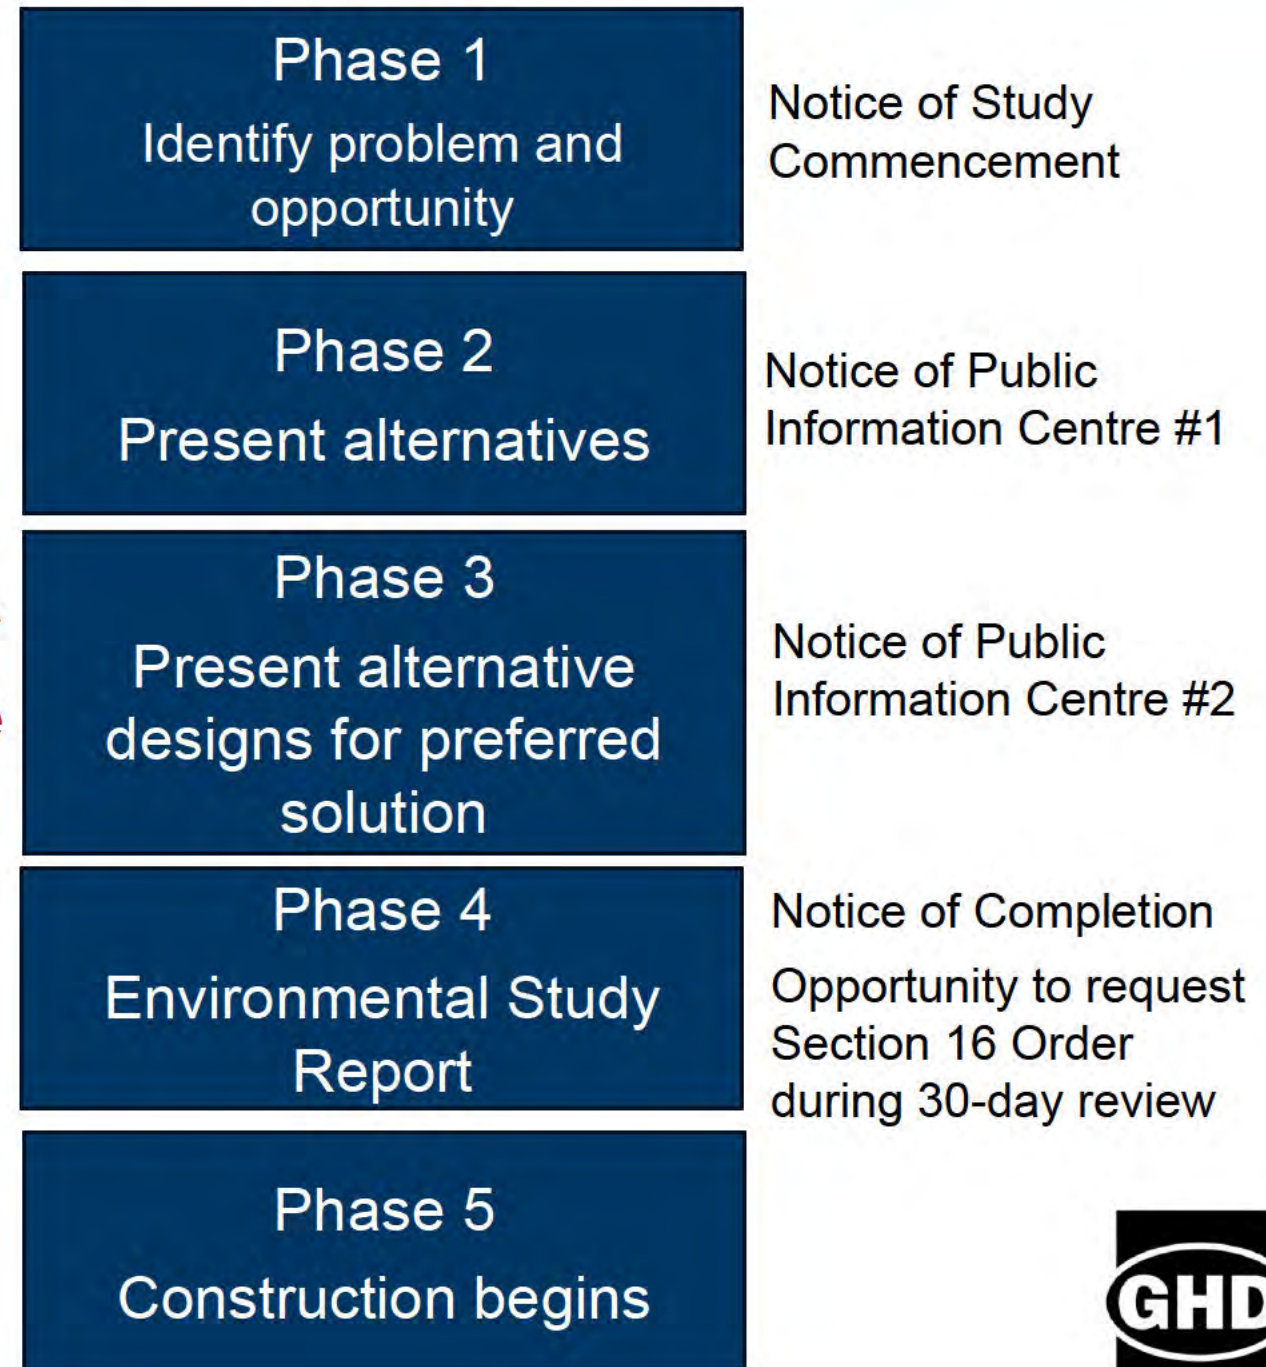 Phase 1
Identify problem and
opportunity
Notice of Study
Commencement
Phase 2
Present alternatives
Notice of Public
Information Centre #1
Phase 3
Present alternative
designs for preferred
solution
Notice of Public
Information Centre #2
Phase 4
Environmental Study
Report
Notice of Completion
Opportunity to request
Section 16 Order
during 30-day review
Phase 5
Construction begins
GHD